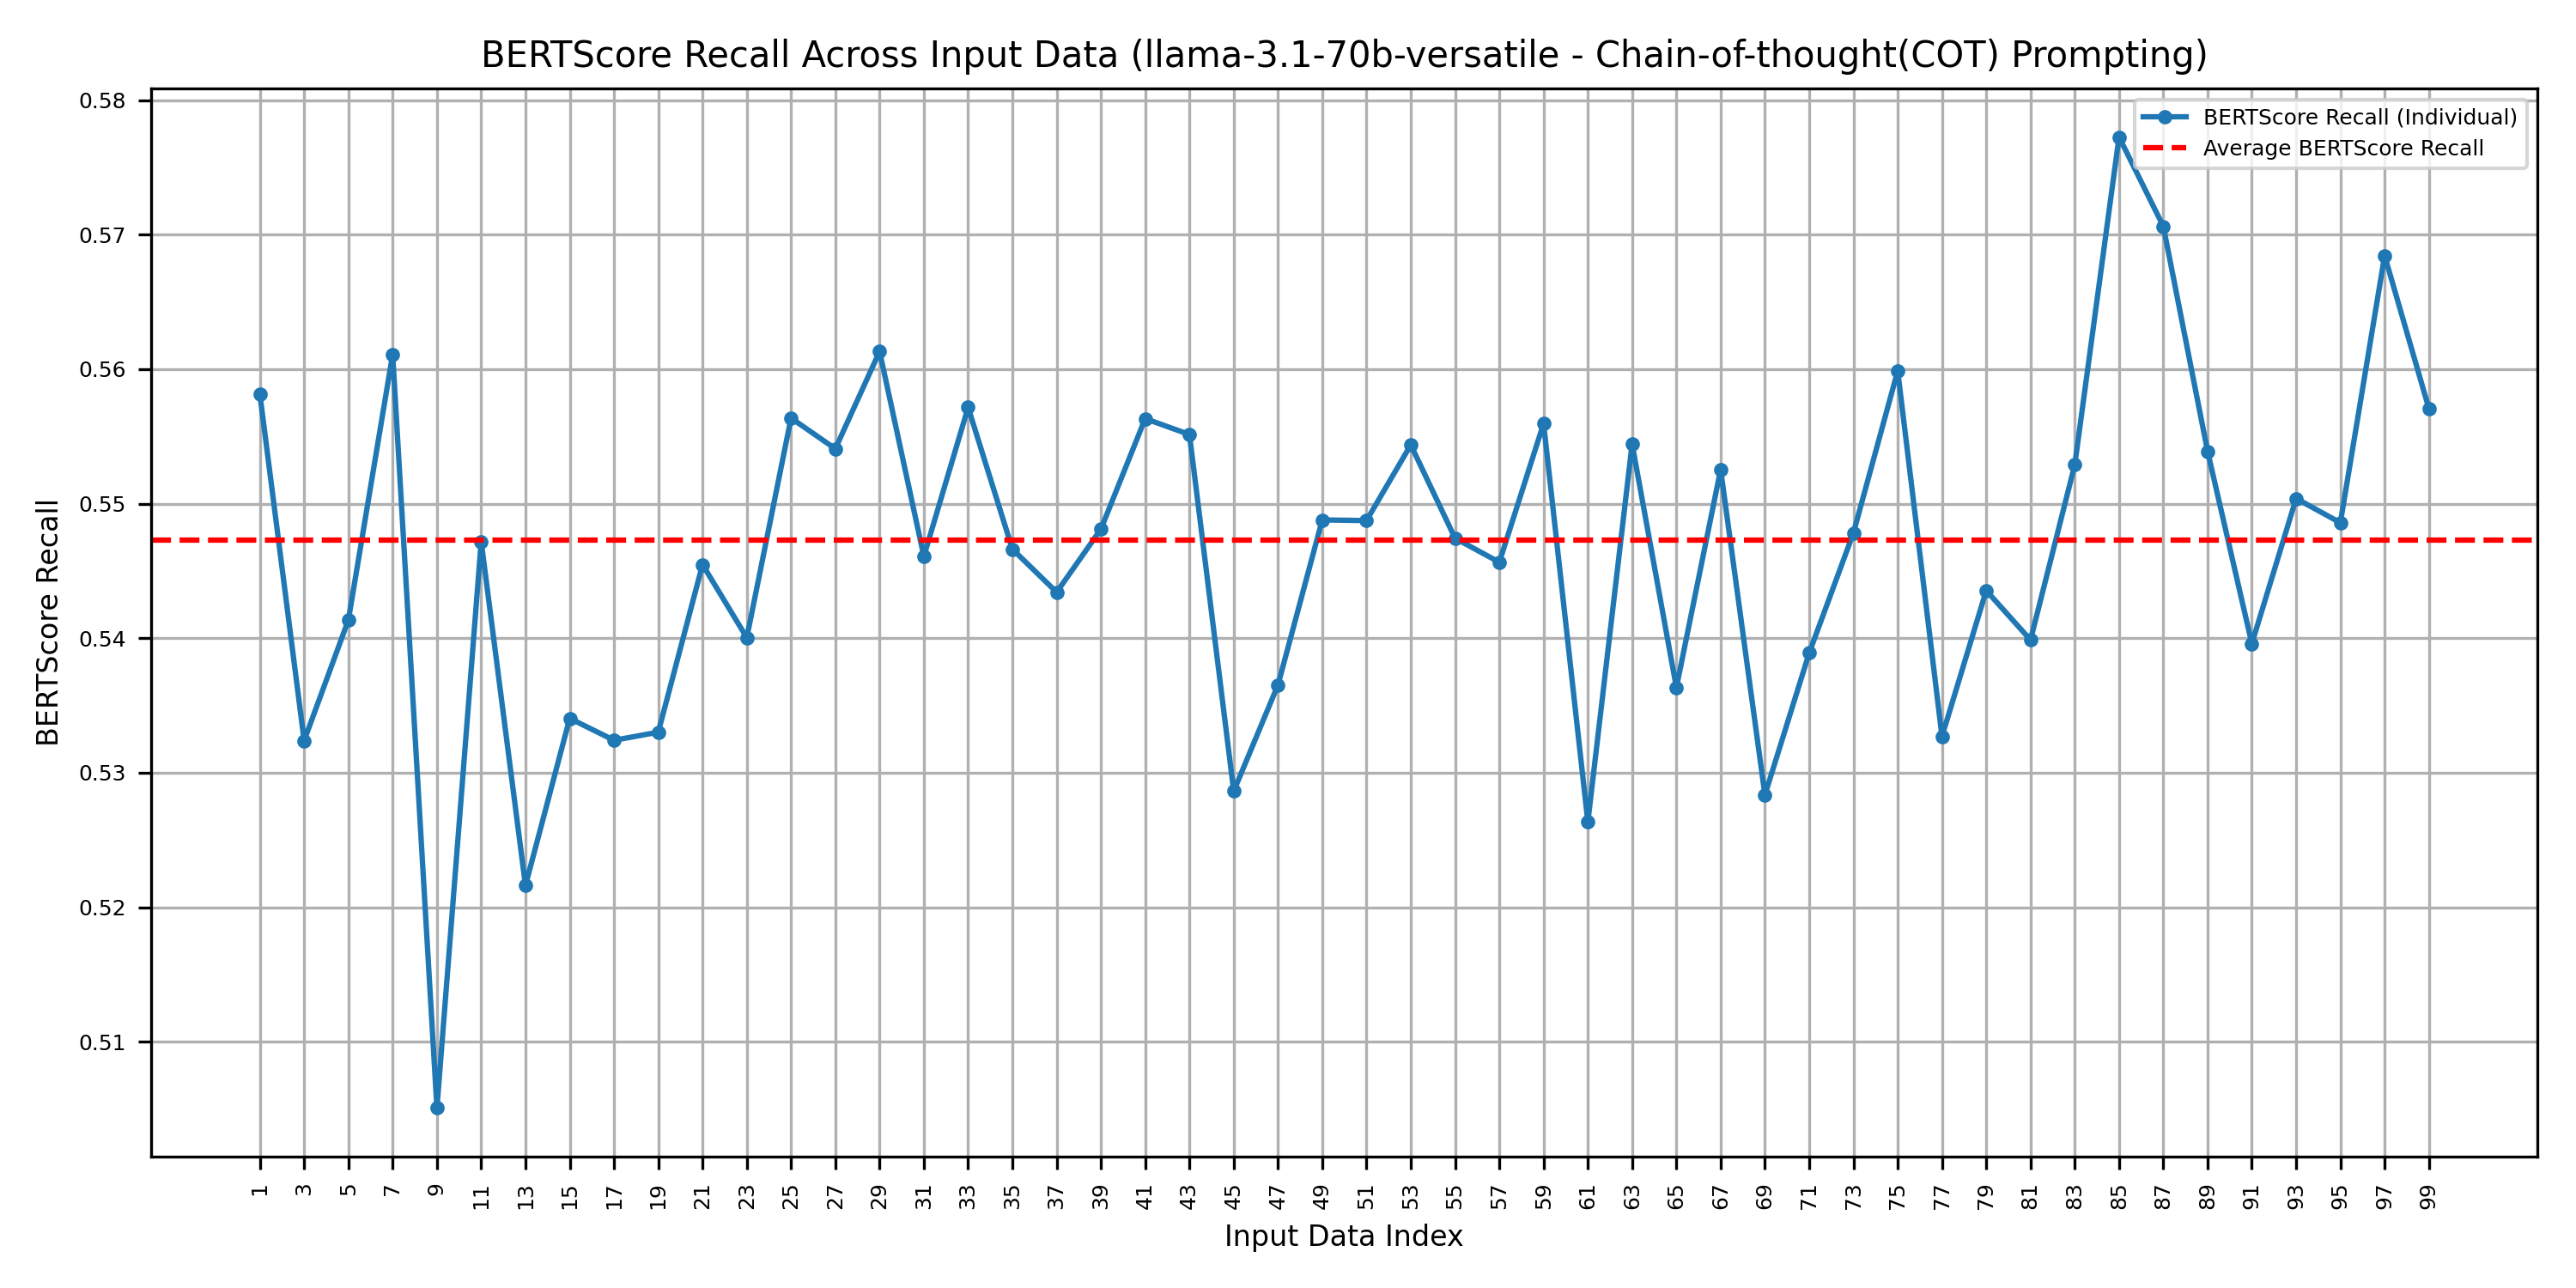 BERTScore Recall Across Input Data (llama-3.1-70b-versatile - Chain-of-thought(COT) Prompting)
BERTScore Recall (Individual)
Average BERTScore Recall
0.58
0.57
0.56
0.55
0.54
0.53
0.52
0.51
BERTScore Recall
1 3 5 7 9 11 13 15 17 19 21 23 25 27 29 31 33 35 37 39 41 43 45 47 49 51 53 55 57 59 61 63 65 67 69 71 73 75 77 79 81 83 85 87 89 91 93 95 97 99
Input Data Index